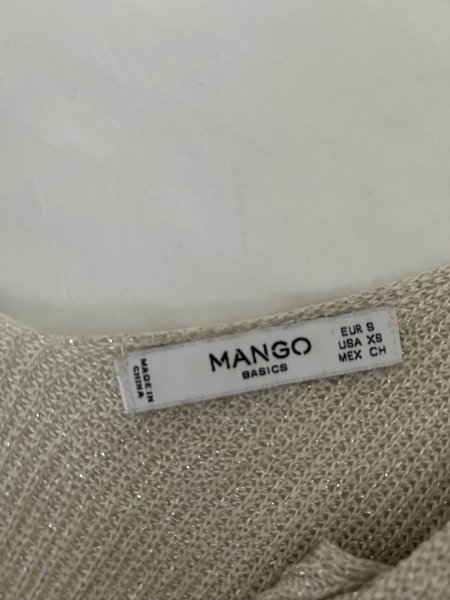 MADE IN
CHINA
MANGO
BASICS
EUR S
USA XS
MEX CH